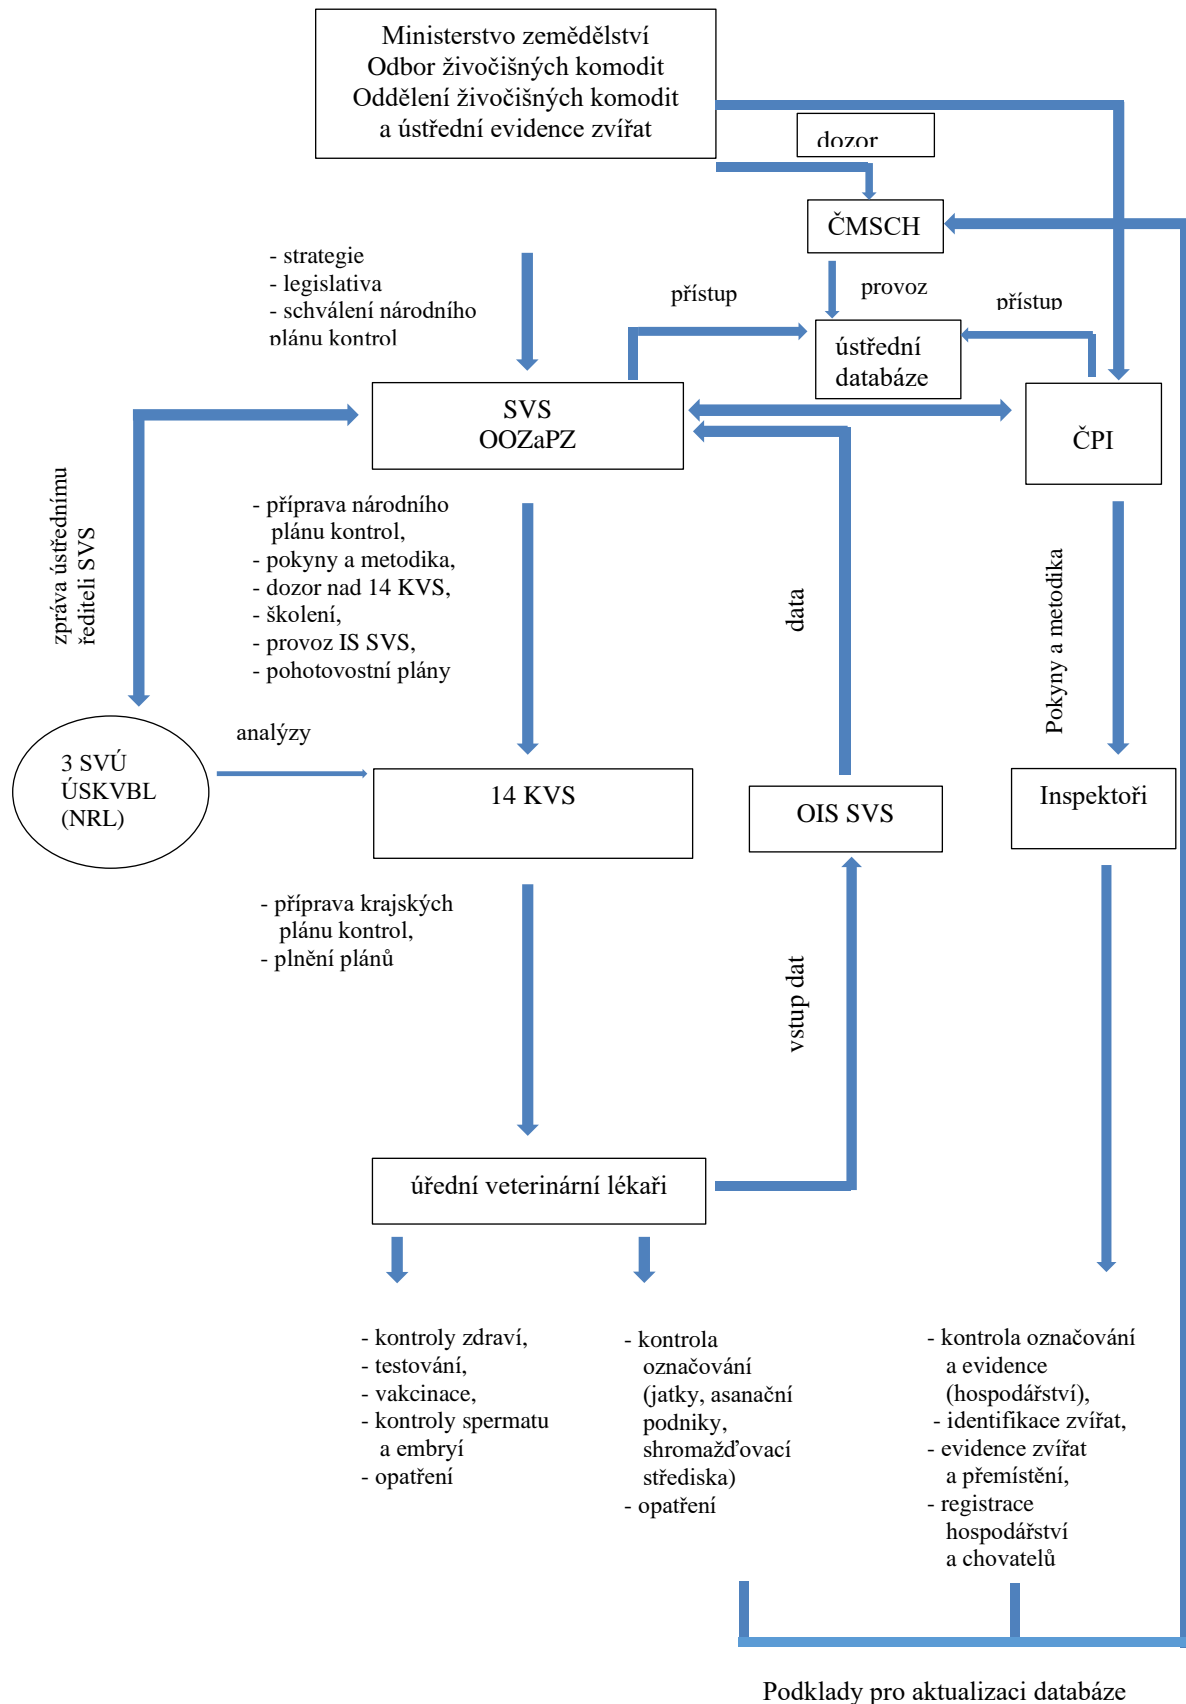 Ministerstvo zemědělství
Odbor živočišných komodit
Oddělení živočišných komodit
a ústřední evidence zvířat
dozor
ČMSCH
- strategie
- legislativa
- schválení národního
plánu kontrol
přístup
provoz
přístup
ústřední
databáze
SVS
OOZaPZ
ČPI
zpráva ústřednímu
řediteli SVS
- příprava národního
plánu kontrol,
- pokyny a metodika,
- dozor nad 14 KVS,
- školení,
- provoz IS SVS,
- pohotovostní plány
data
Pokyny a metodika
analýzy
3 SVÚ
ÚSKVBL
(NRL)
14 KVS
OIS SVS
Inspektoři
- příprava krajských
plánu kontrol,
- plnění plánů
vstup dat
úřední veterinární lékaři
- kontroly zdraví,
- testování,
- vakcinace,
- kontroly spermatu
a embryí
- opatření
- kontrola
označování
(jatky, asanační
podniky,
shromažďovací
střediska)
- opatření
- kontrola označování
a evidence
(hospodářství),
- identifikace zvířat,
- evidence zvířat
a přemístění,
- registrace
hospodářství
a chovatelů
Podklady pro aktualizaci databáze